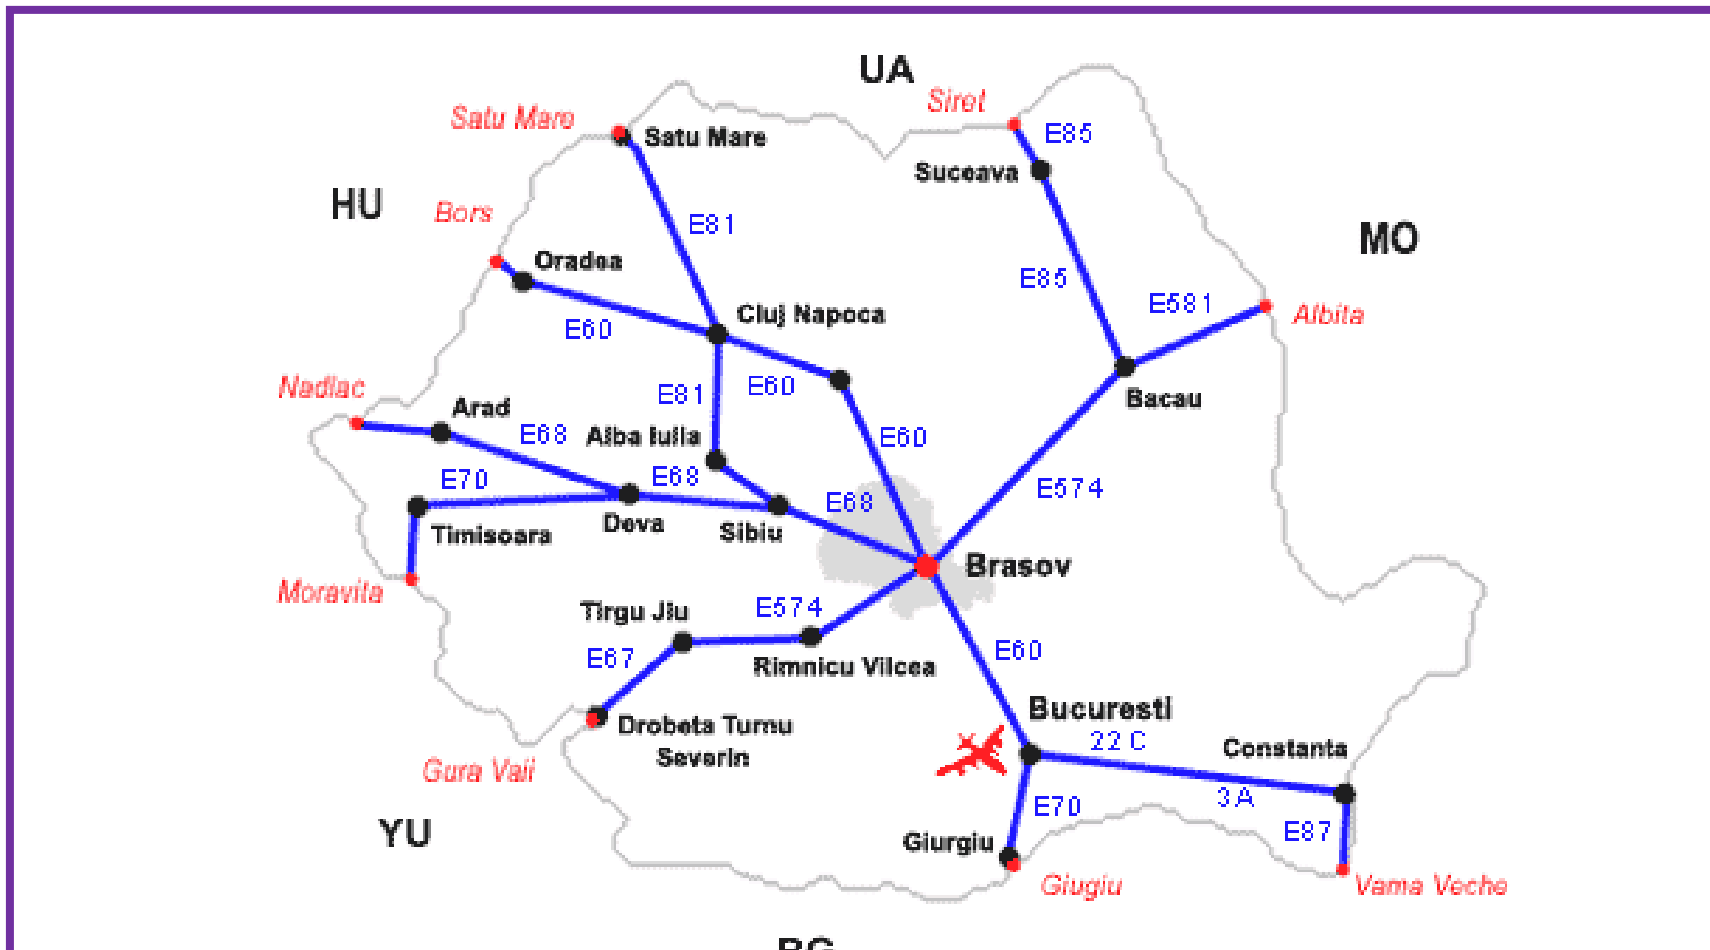 UA
Siret
Satu Mare
Satu Mare
E85
Suceava
HU
Bors
E81
MO
Oradea
E85
E581
Cluj Napoca
Albita
E60
Nadlac
E60
E81
Bacau
Arad
E68
Alba Iulia
E60
E70
E68
E574
E68
Deva
Sibiu
Timisoara
Brasov
Moravita
Tirgu Jiu
E574
E67
Rimnicu Vilcea
E60
Bucuresti
Drobeta Turnu
Severin
22 C
Constanta
Gura Vaii
3A
E70
E87
YU
Giurgiu
Giugiu
Vama Veche
BG